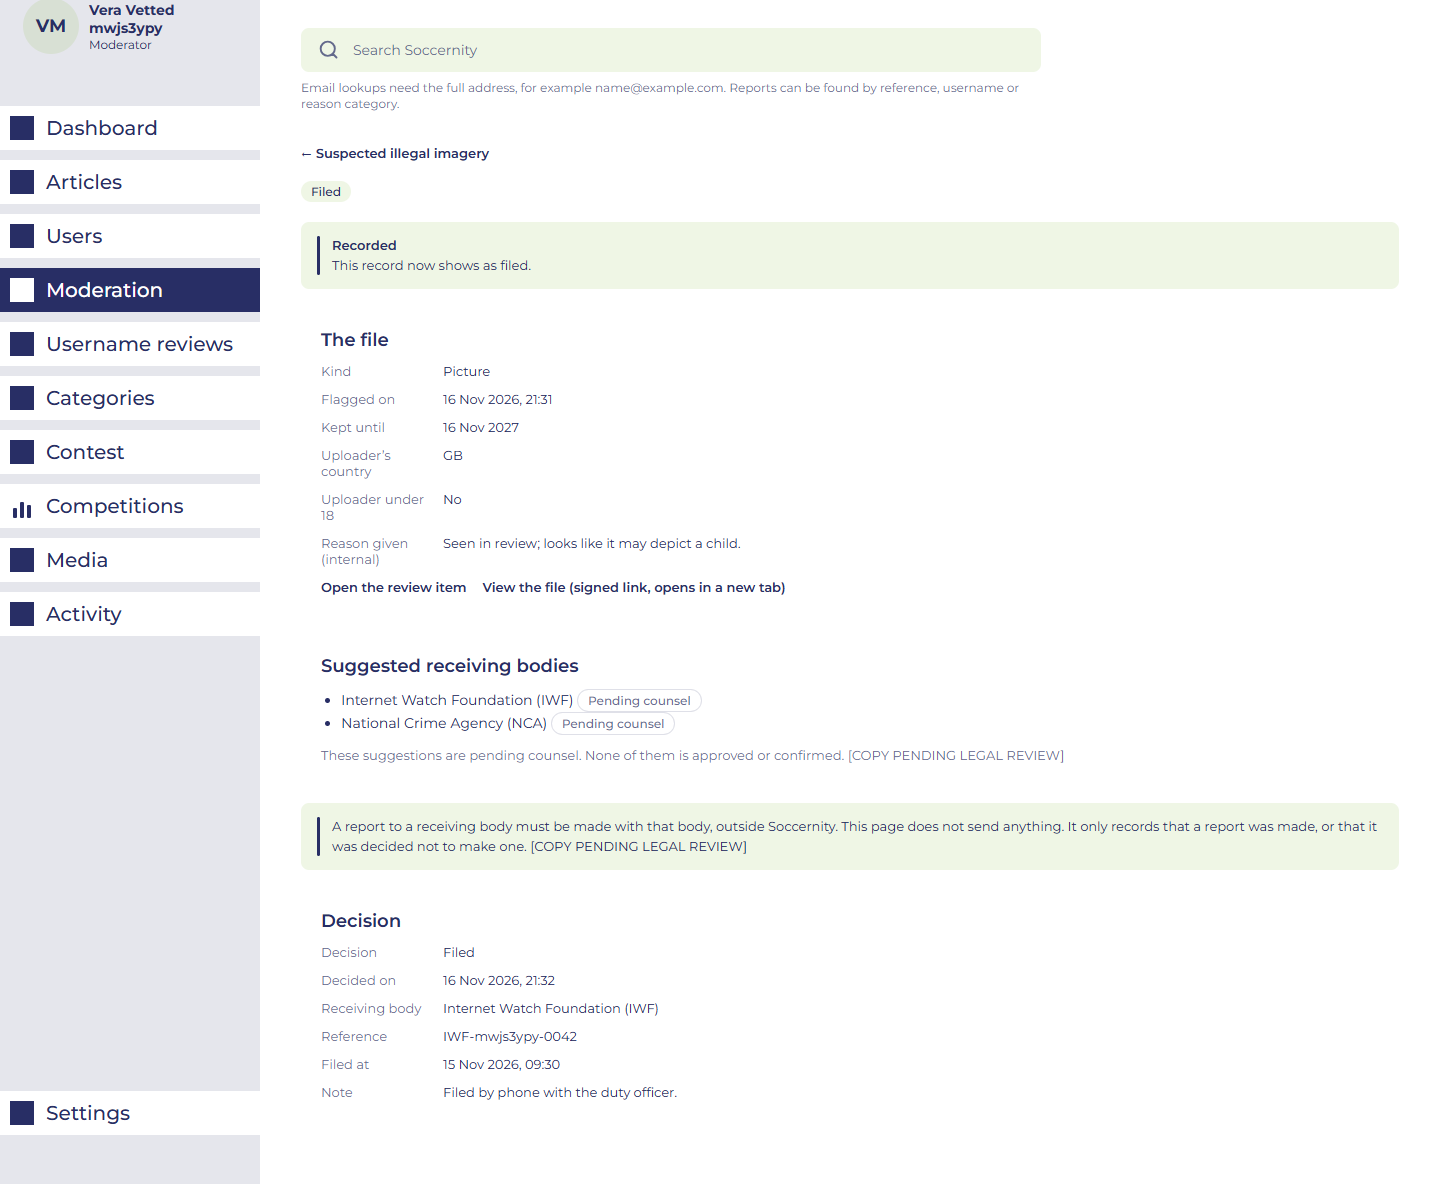 VM
Vera Vetted
mwjs3ypy
Moderator
Dashboard
Articles
Users
Moderation
Username reviews
Categories
Contest
Competitions
Media
Activity
Settings
Search Soccernity
Email lookups need the full address, for example name@example.com. Reports can be found by reference, username or
reason category.
← Suspected illegal imagery
Filed
Recorded
This record now shows as filed.
The file
Kind Picture
Flagged on 16 Nov 2026, 21:31
Kept until 16 Nov 2027
Uploader’s country GB
Uploader under 18 No
Reason given (internal) Seen in review; looks like it may depict a child.
Open the review item View the file (signed link, opens in a new tab)
Suggested receiving bodies
• Internet Watch Foundation (IWF) Pending counsel
• National Crime Agency (NCA) Pending counsel
These suggestions are pending counsel. None of them is approved or confirmed. [COPY PENDING LEGAL REVIEW]
A report to a receiving body must be made with that body, outside Soccernity. This page does not send anything. It only records that a report was made, or that it
was decided not to make one. [COPY PENDING LEGAL REVIEW]
Decision
Decision Filed
Decided on 16 Nov 2026, 21:32
Receiving body Internet Watch Foundation (IWF)
Reference IWF-mwjs3ypy-0042
Filed at 15 Nov 2026, 09:30
Note Filed by phone with the duty officer.